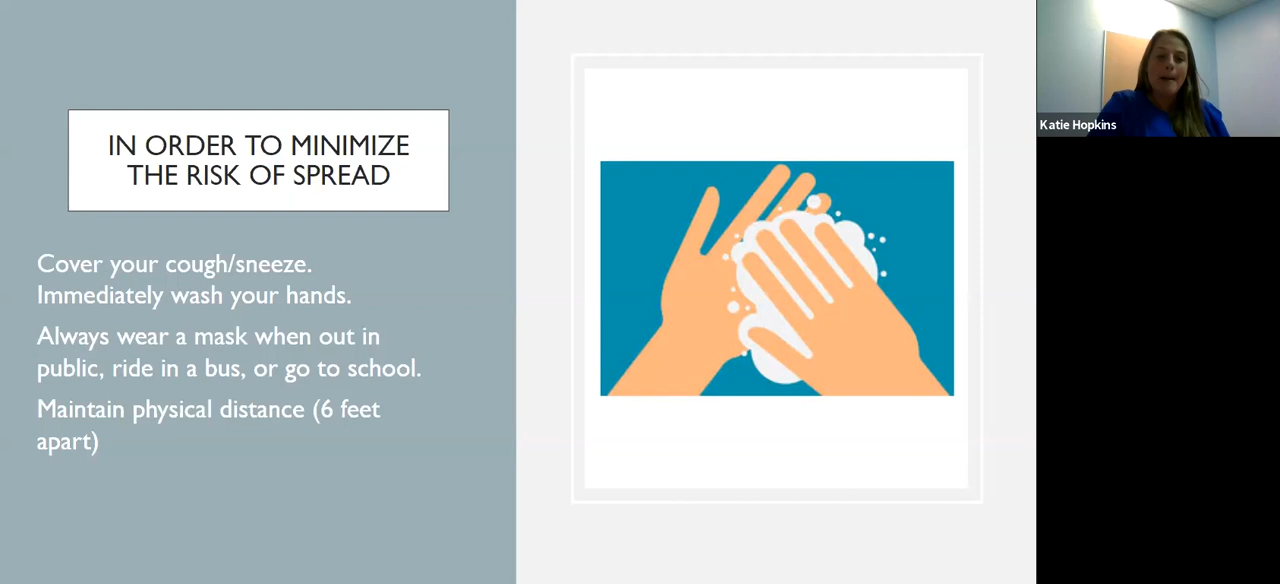 IN ORDER TO MINIMIZE
THE RISK OF SPREAD
Cover your cough/sneeze.
Immediately wash your hands.
Always wear a mask when out in
public, ride in a bus, or go to school.
Maintain physical distance (6 feet
apart)
Katie Hopkins